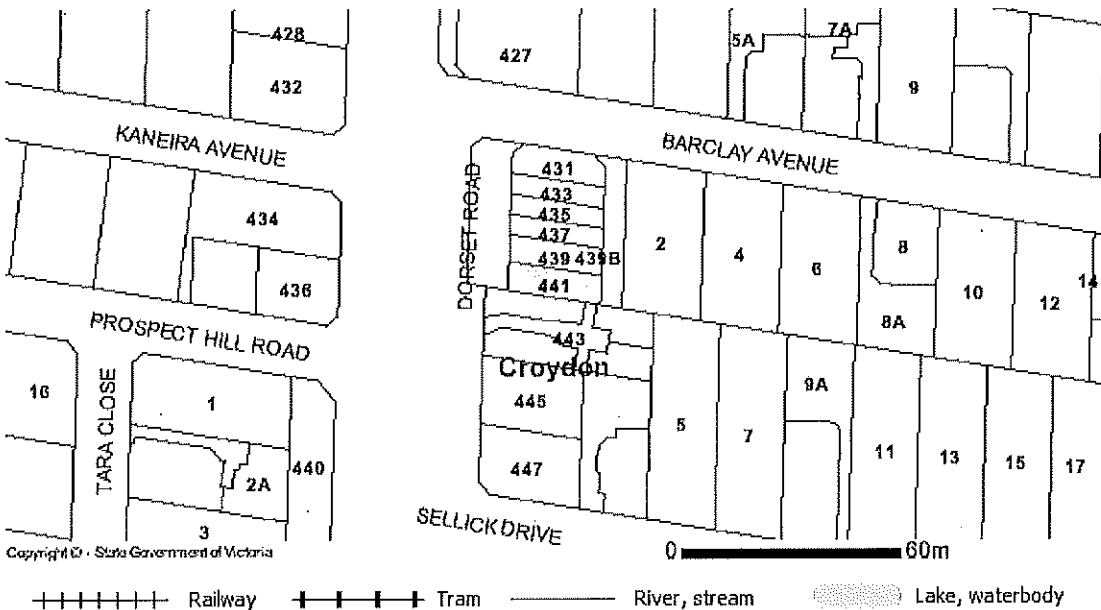 428
432
427
5A
7A
9
KANEIRA AVENUE
BARCLAY AVENUE
DORSET ROAD
431
433
435
437
439 439B
441
434
436
2
4
6
8
8A
10
12
14
PROSPECT HILL ROAD
443
Croydon
445
447
16
TARA CLOSE
1
2A
440
3
5
7
9A
11
13
15
17
SELLICK DRIVE
Copyright © - State Government of Victoria
0 60m
Railway Tram River, stream Lake, waterbody